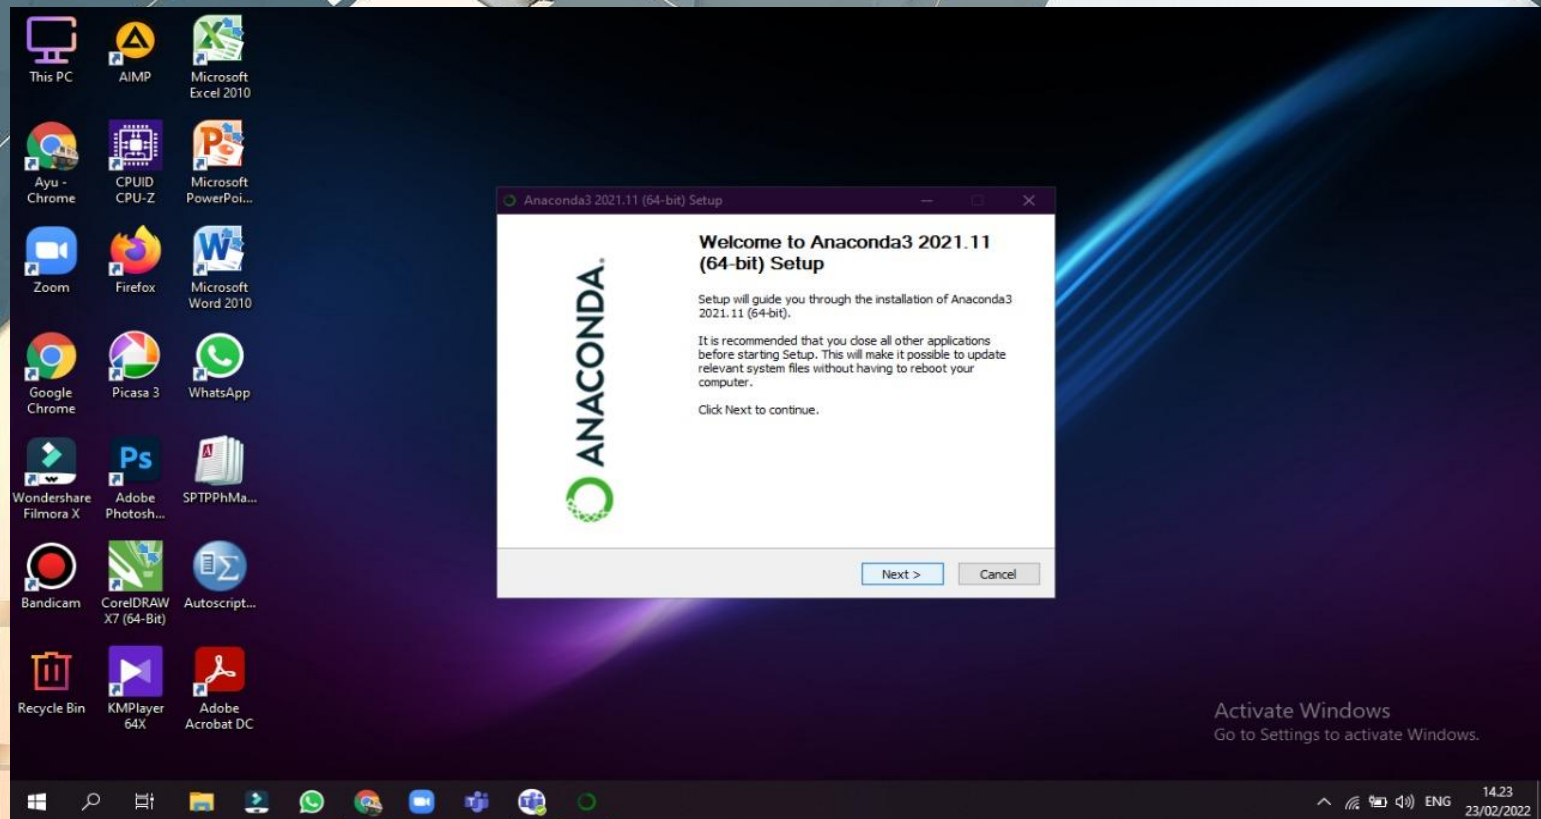 This PC
AIMP
Microsoft
Excel 2010
Ayu -
Chrome
CPUID
CPU-Z
Microsoft
PowerPoi...
Zoom
Firefox
Microsoft
Word 2010
Google
Chrome
Picasa 3
WhatsApp
Wondershare
Filmora X
Ps
Adobe
Photosh...
SPTPPhMa...
Bandicam
CorelDRAW
X7 (64-Bit)
Autoscript...
Recycle Bin
KMPlayer
64X
Adobe
Acrobat DC
Anaconda3 2021.11 (64-bit) Setup
ANACONDA.
Welcome to Anaconda3 2021.11
(64-bit) Setup
Setup will guide you through the installation of Anaconda3
2021.11 (64-bit).
It is recommended that you close all other applications
before starting Setup. This will make it possible to update
relevant system files without having to reboot your
computer.
Click Next to continue.
Next >
Cancel
Activate Windows
Go to Settings to activate Windows.
ENG
14.23
23/02/2022